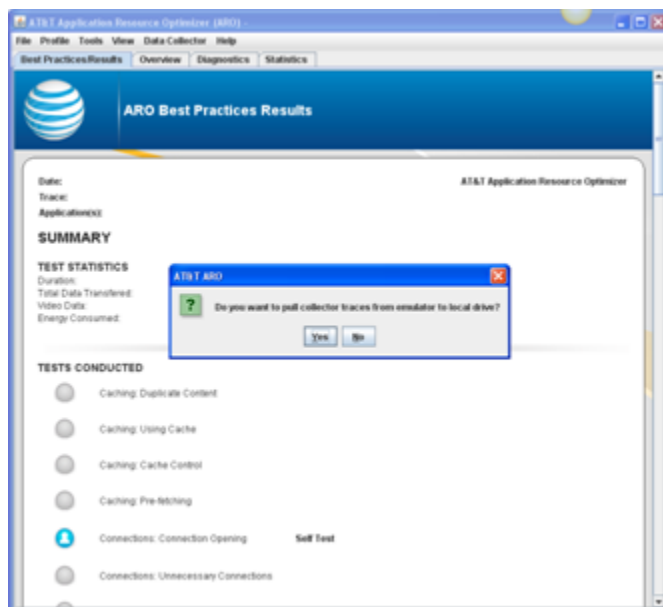 AT&T Application Resource Optimizer (ARO) -
File Profile Tools View Data Collector Help
Best Practices/Results Overview Diagnostics Statistics
ARO Best Practices Results
Date: AT&T Application Resource Optimizer
Trace:
Application(s):
SUMMARY
TEST STATISTICS
Duration:
Total Data Transfered:
Video Data:
Energy Consumed:
AT&T ARO
Do you want to pull collector traces from emulator to local drive?
Yes No
TESTS CONDUCTED
Caching: Duplicate Content
Caching: Using Cache
Caching: Cache Control
Caching: Pre-fetching
Connections: Connection Opening Self Test
Connections: Unnecessary Connections